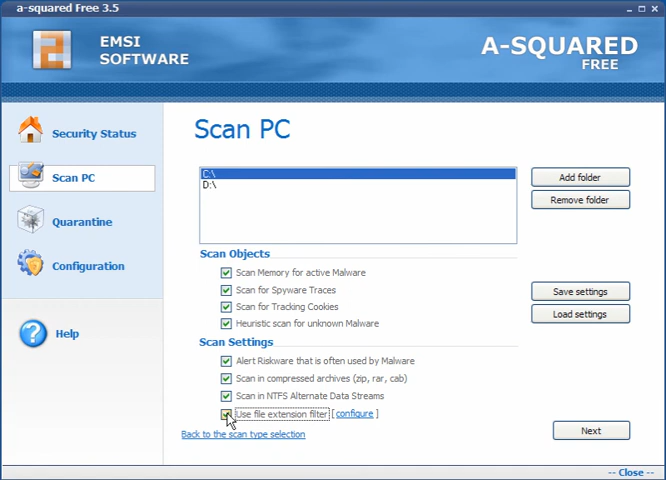 a-squared Free 3.5
EMSI
SOFTWARE
A-SQUARED
FREE
Security Status
Scan PC
Quarantine
Configuration
Help
Scan PC
C:\
D:\
Add folder
Remove folder
Scan Objects
Scan Memory for active Malware
Scan for Spyware Traces
Scan for Tracking Cookies
Heuristic scan for unknown Malware
Save settings
Load settings
Scan Settings
Alert Riskware that is often used by Malware
Scan in compressed archives (zip, rar, cab)
Scan in NTFS Alternate Data Streams
Use file extension filter [ configure ]
Back to the scan type selection
Next
-- Close --